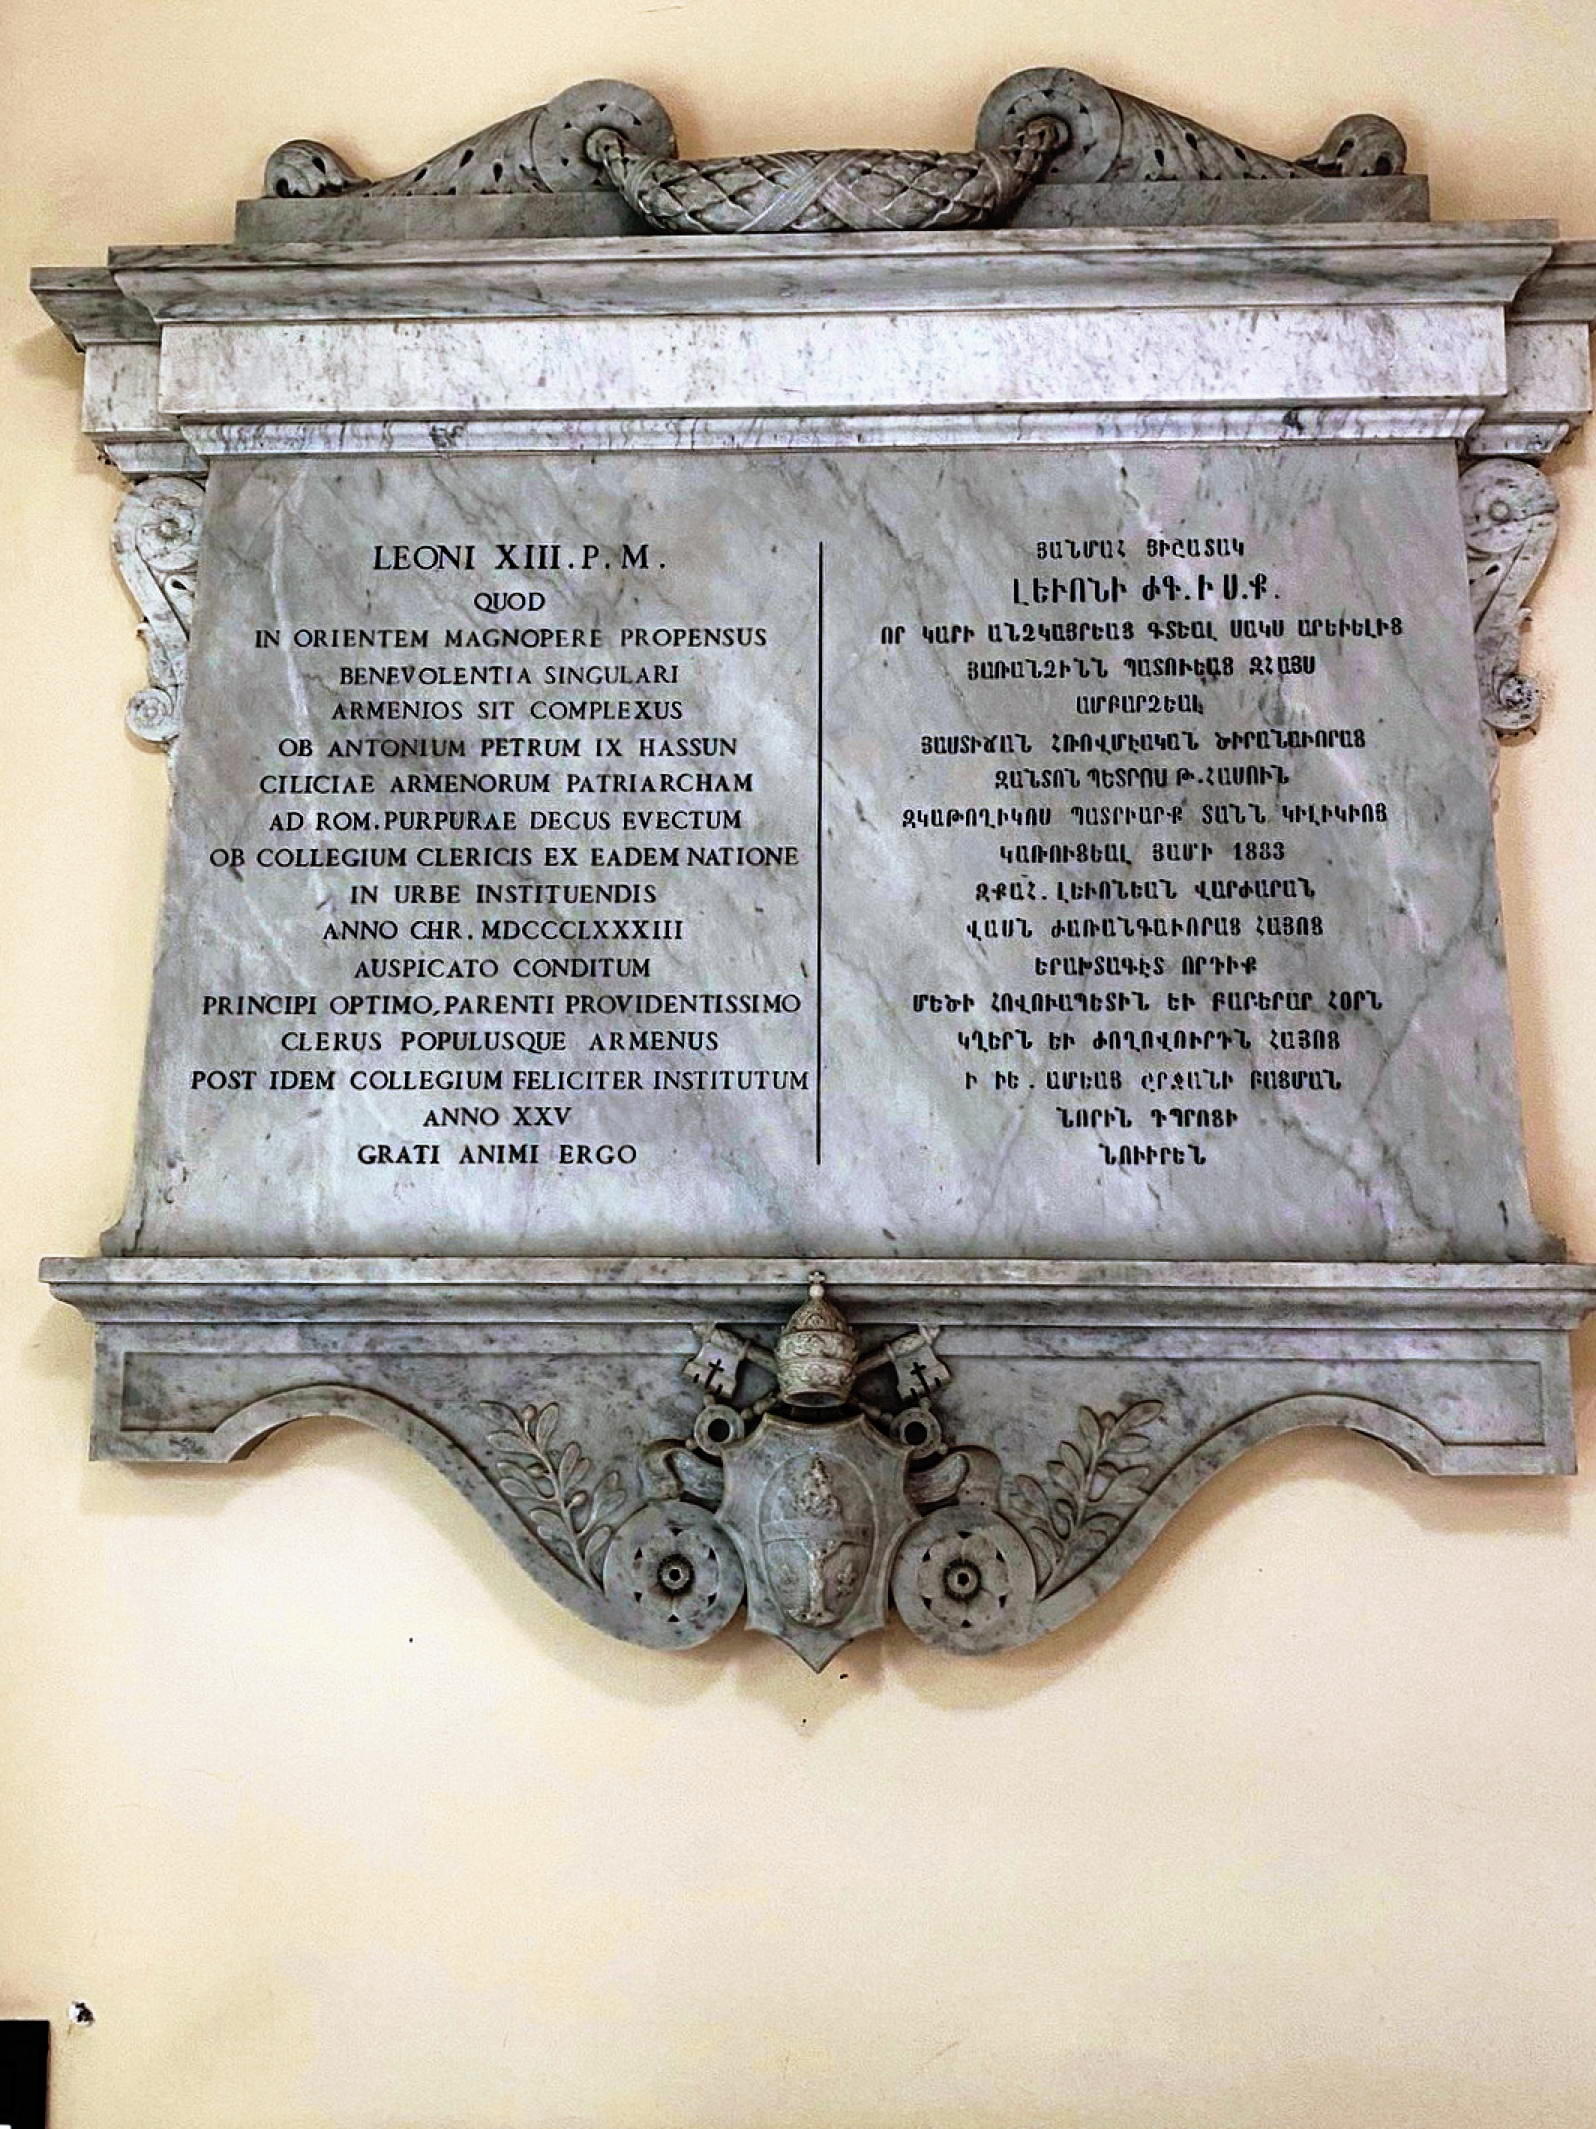 LEONI XIII. P. M.
QUOD
IN ORIENTEM MAGNOPERE PROPENSUS
BENEVOLENTIA SINGULARI
ARMENIOS SIT COMPLEXUS
OB ANTONIUM PETRUM IX HASSUN
CILICIAE ARMENORUM PATRIARCHAM
AD ROM. PURPURAE DECUS EVECTUM
OB COLLEGIUM CLERICIS EX EADEM NATIONE
IN URBE INSTITUENDIS
ANNO CHR. MDCCCLXXXIII
AUSPICATO CONDITUM
PRINCIPI OPTIMO, PARENTI PROVIDENTISSIMO
CLERUS POPULUSQUE ARMENUS
POST IDEM COLLEGIUM FELICITER INSTITUTUM
ANNO XXV
GRATI ANIMI ERGO
ՅԱՆՄԱՀ ՅԻՇԱՏԱԿ
ԼԵՒՈՆԻ ԺԳ. Ի Ս. Ք.
ՈՐ ԿԱՐԻ ԱՆՁԿԱՅՐԵԱՑ ԳՏԵԱԼ ՍԱԿՍ ԱՐԵՒԵԼԻՑ
ՅԱՌԱՆՁԻՆՆ ՊԱՏՈՒԵԱՑ ԶՀԱՅՍ
ԱՄԲԱՐՁԵԱԼ
ՅԱՍՏԻՃԱՆ ՀՌՈՎՄԷԱԿԱՆ ԾԻՐԱՆԱՒՈՐԱՑ
ԶԱՆՏՈՆ ՊԵՏՐՈՍ Թ. ՀԱՍՈՒՆ
ԶԿԱԹՈՂԻԿՈՍ ՊԱՏՐԻԱՐՔ ՏԱՆՆ ԿԻԼԻԿԻՈՑ
ԿԱՌՈՒՑԵԱԼ ՅԱՄԻ 1883
ԶՔԱՀ. ԼԵՒՈՆԵԱՆ ՎԱՐԺԱՐԱՆ
ՎԱՍՆ ԺԱՌԱՆԳԱՒՈՐԱՑ ՀԱՅՈՑ
ԵՐԱԽՏԱԳԷՏ ՈՐԴԻՔ
ՄԵԾԻ ՀՈՎՈՒԱՊԵՏԻՆ ԵՒ ԲԱՐԵՐԱՐ ՀՕՐՆ
ԿՂԵՐՆ ԵՒ ԺՈՂՈՎՈՒՐԴՆ ՀԱՅՈՑ
Ի ԻԵ. ԱՄԵԱՑ ՇՐՋԱՆԻ ԲԱՑՄԱՆ
ՆՈՐԻՆ ԴՊՐՈՑԻ
ՆՈՒԻՐԵՆ